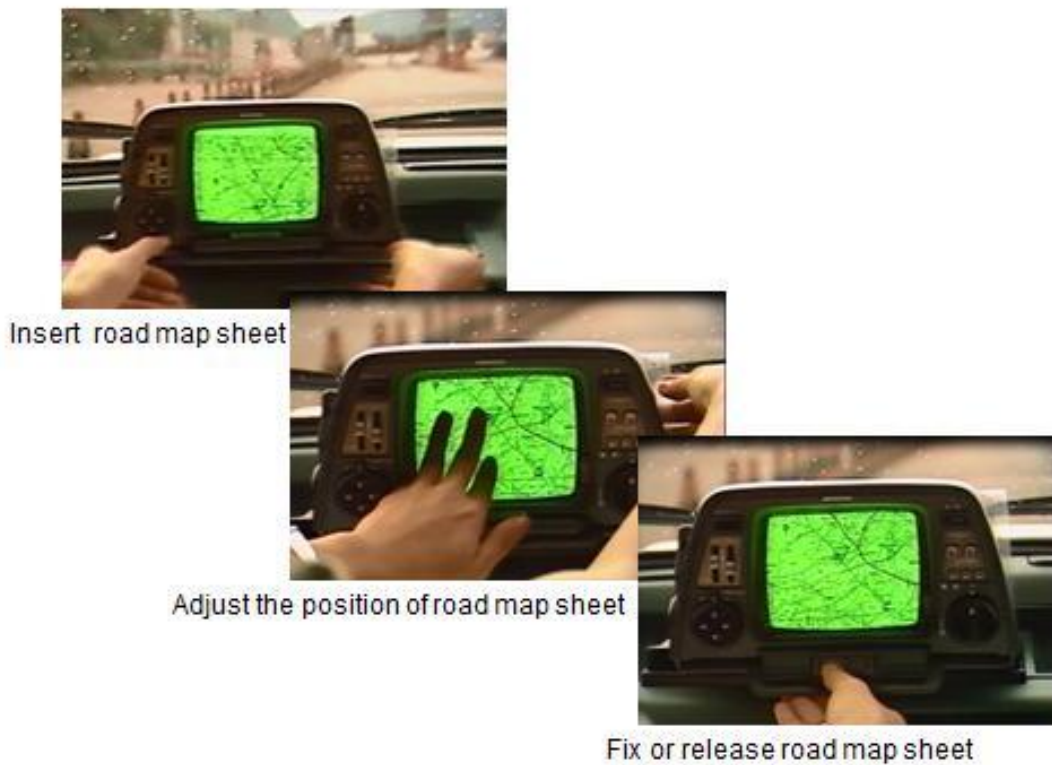 Insert road map sheet
Adjust the position of road map sheet
Fix or release road map sheet